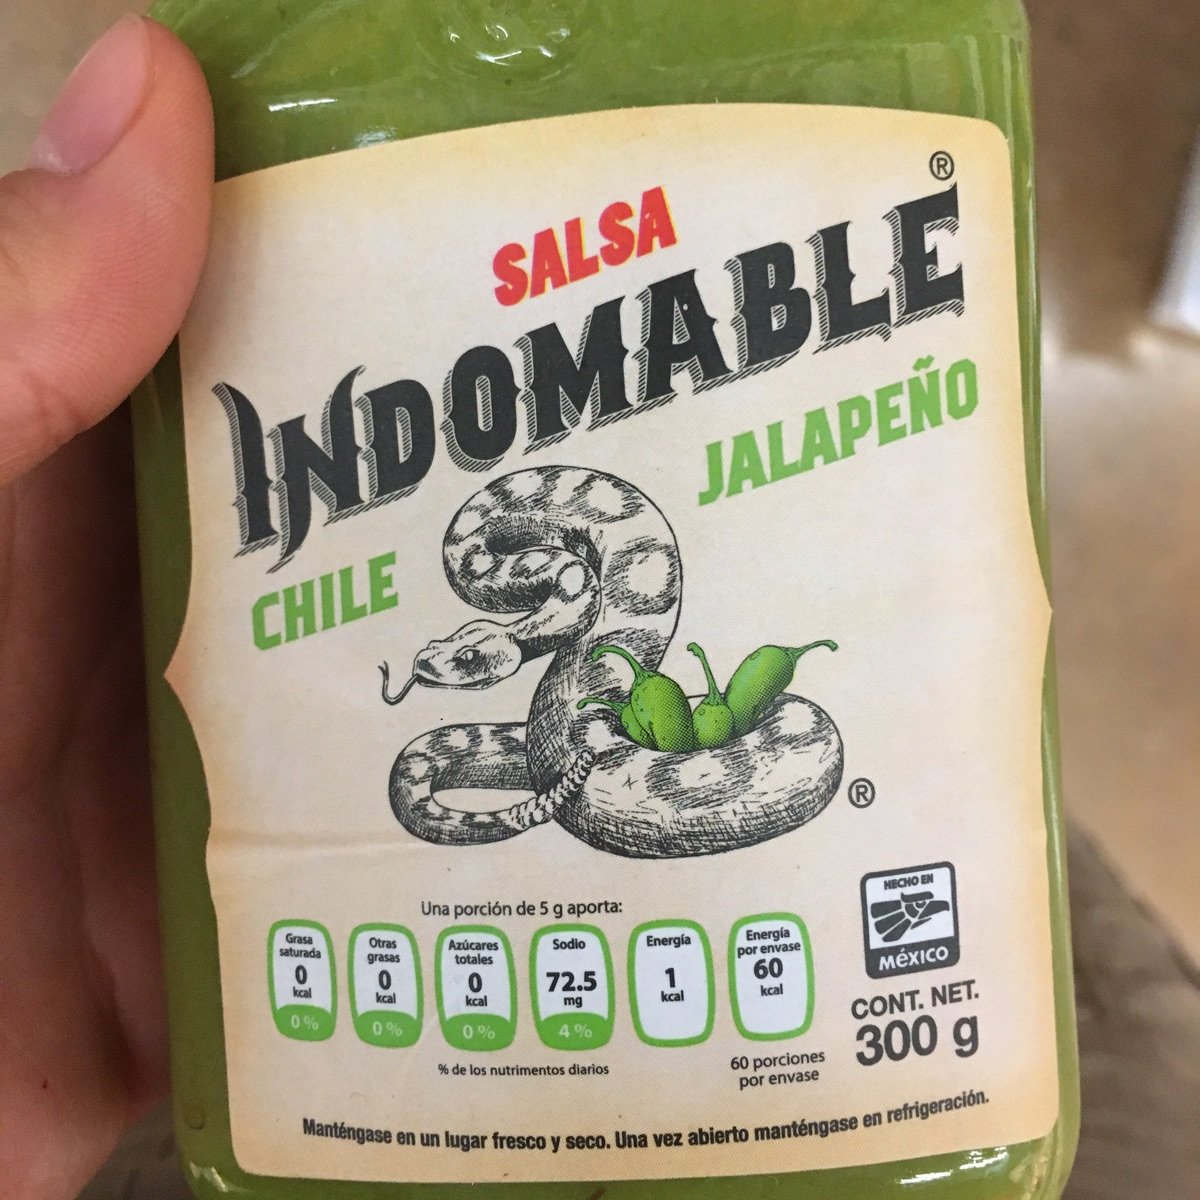 ®
SALSA
INDOMABLE
JALAPEÑO
CHILE
®
Una porción de 5 g aporta:
Grasa
saturada
0
kcal
0 %
Otras
grasas
0
kcal
0 %
Azúcares
totales
0
kcal
0 %
Sodio
72.5
mg
4 %
Energía
1
kcal
Energía
por envase
60
kcal
% de los nutrimentos diarios
60 porciones
por envase
HECHO EN
MéXICO
CONT. NET.
300 g
Manténgase en un lugar fresco y seco. Una vez abierto manténgase en refrigeración.